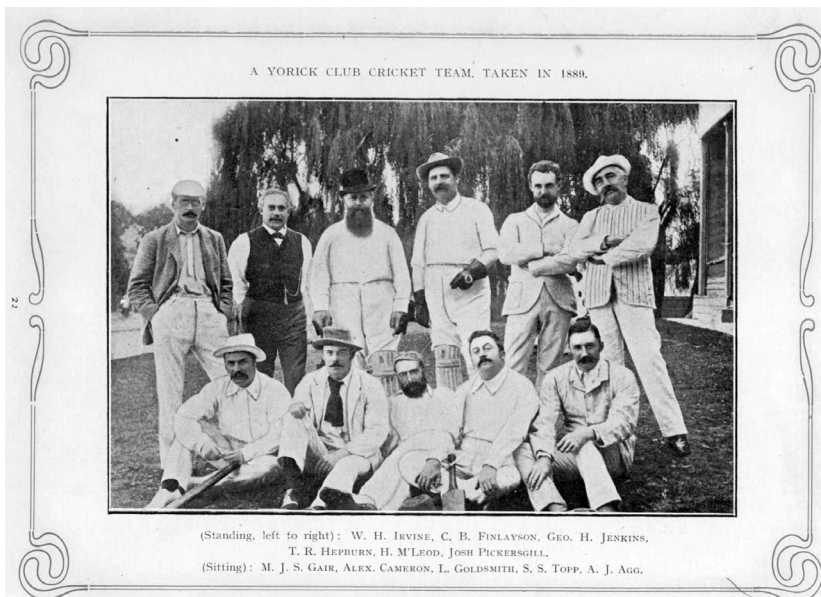 A YORICK CLUB CRICKET TEAM, TAKEN IN 1889.
22
(Standing, left to right): W. H. IRVINE, C. B. FINLAYSON, GEO. H. JENKINS,
T. R. HEPBURN, H. M'LEOD, JOSH PICKERSGILL.
(Sitting): M. J. S. GAIR, ALEX. CAMERON, L. GOLDSMITH, S. S. TOPP, A. J. AGG.